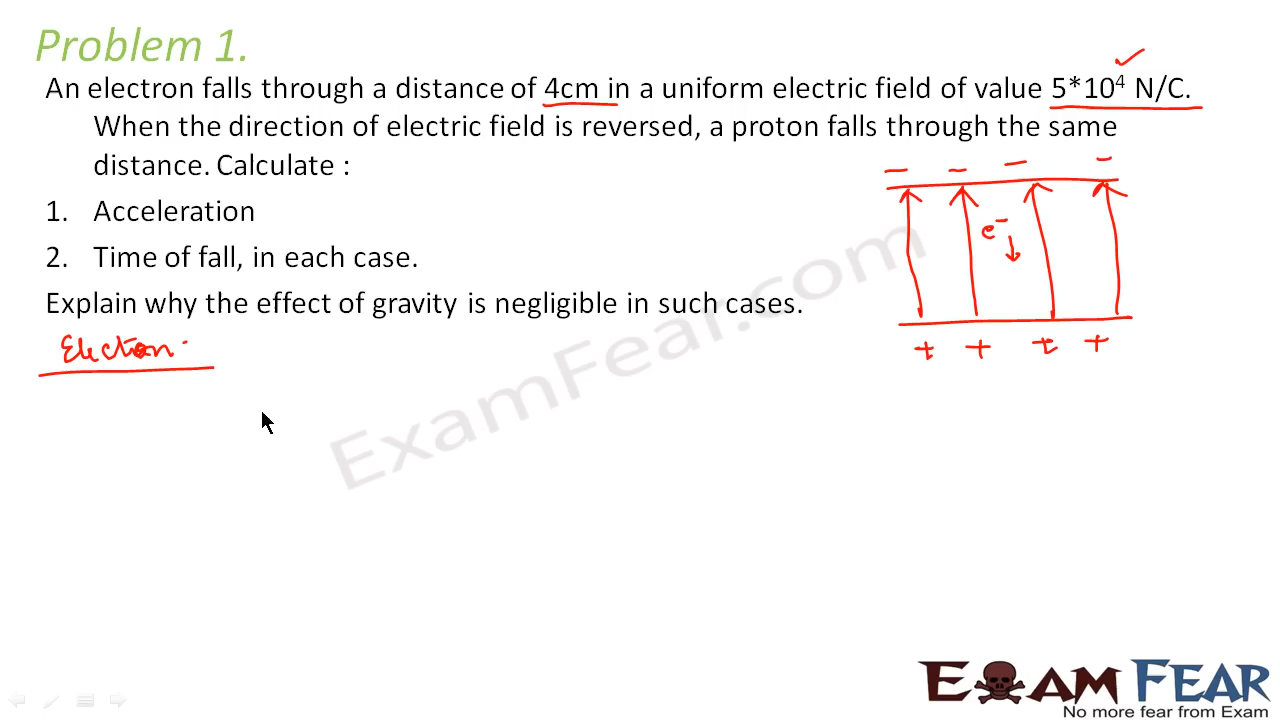 Problem 1.
An electron falls through a distance of 4cm in a uniform electric field of value 5*10⁴ N/C.
When the direction of electric field is reversed, a proton falls through the same
distance. Calculate :
1. Acceleration
2. Time of fall, in each case.
Explain why the effect of gravity is negligible in such cases.
Electron
− − − −
e⁻
+ + + +
ExamFear.com
EXAM FEAR
No more fear from Exam